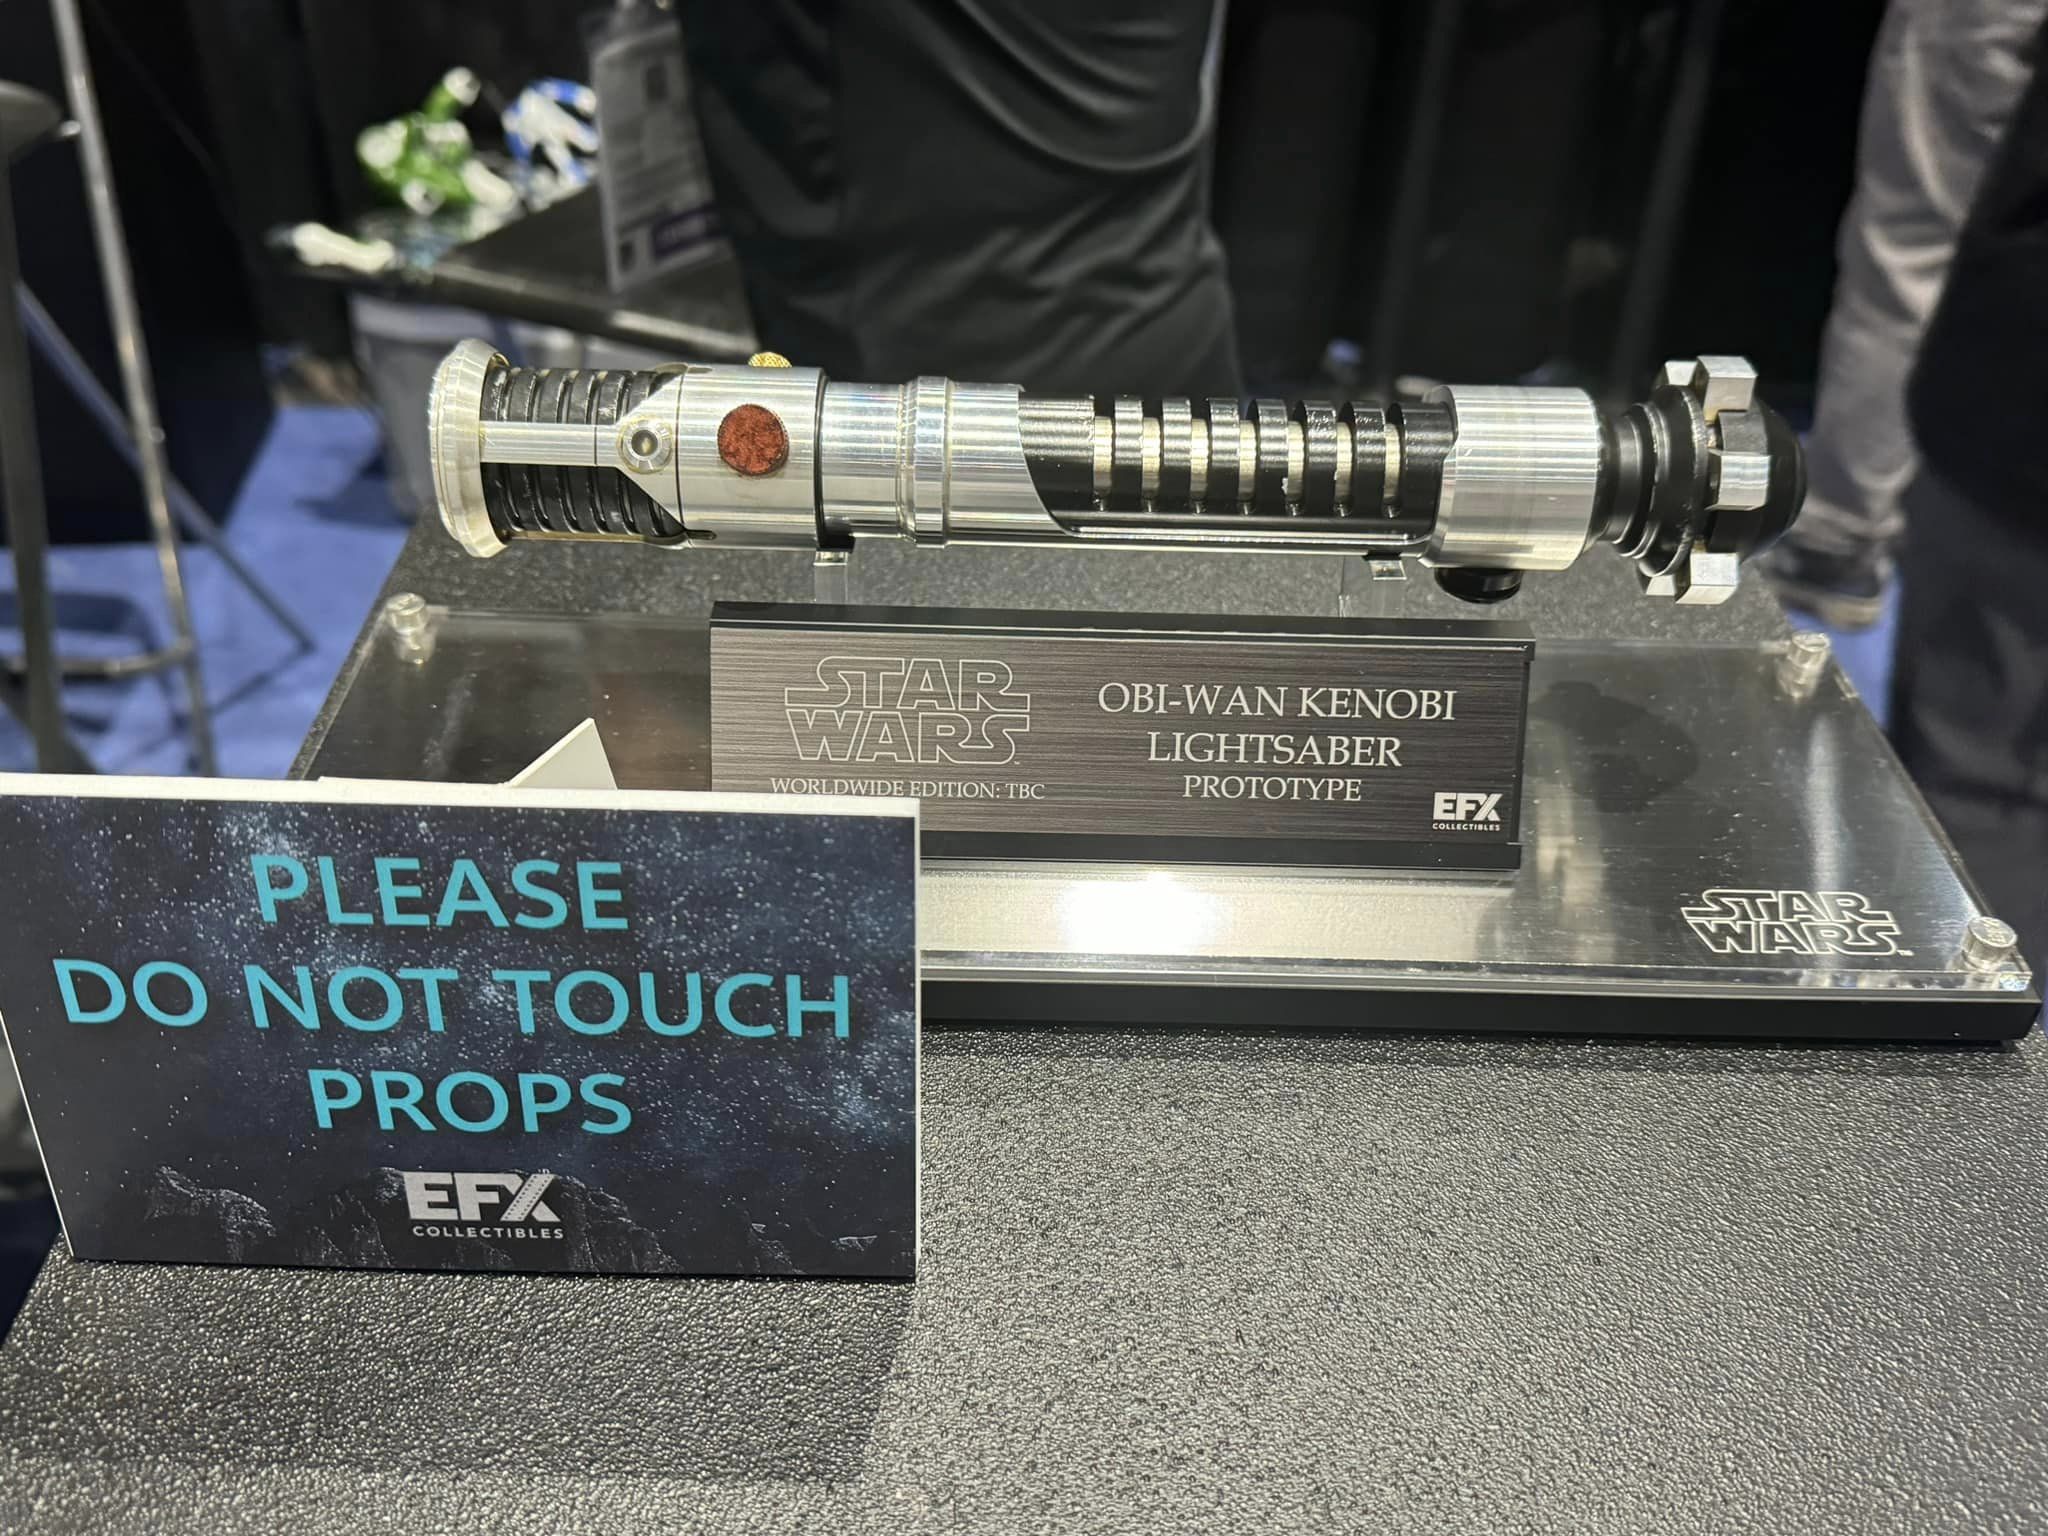 STAR
WARS
WORLDWIDE EDITION: TBC
OBI-WAN KENOBI
LIGHTSABER
PROTOTYPE
EFX
COLLECTIBLES
STAR
WARS
PLEASE
DO NOT TOUCH
PROPS
EFX
COLLECTIBLES